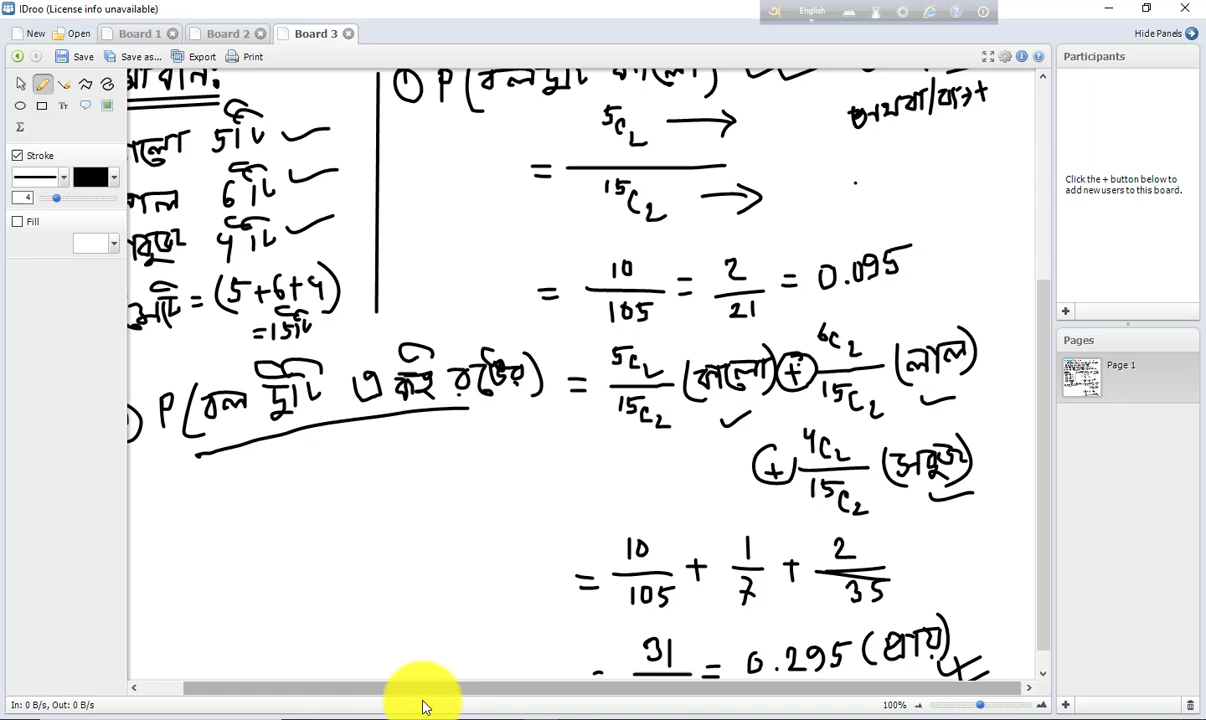 IDroo (License info unavailable)
English
New Open Board 1 Board 2 Board 3
Hide Panels
Save Save as... Export Print
Participants
Click the + button below to add new users to this board.
Stroke
4
Fill
P(বল দুটি কালো)
5টি
6টি
4টি
= (5+6+4)
=15টি
অথবা/বা→+
= ⁵C₂ / ¹⁵C₂
= 10/105 = 2/21 = 0.095
P(বল দুটি একই রঙের) = ⁵C₂/¹⁵C₂ (কালো) + ⁶C₂/¹⁵C₂ (লাল)
+ ⁴C₂/¹⁵C₂ (সবুজ)
= 10/105 + 1/7 + 2/35
31 = 0.295 (প্রায়)
Pages
Page 1
In: 0 B/s, Out: 0 B/s
100%